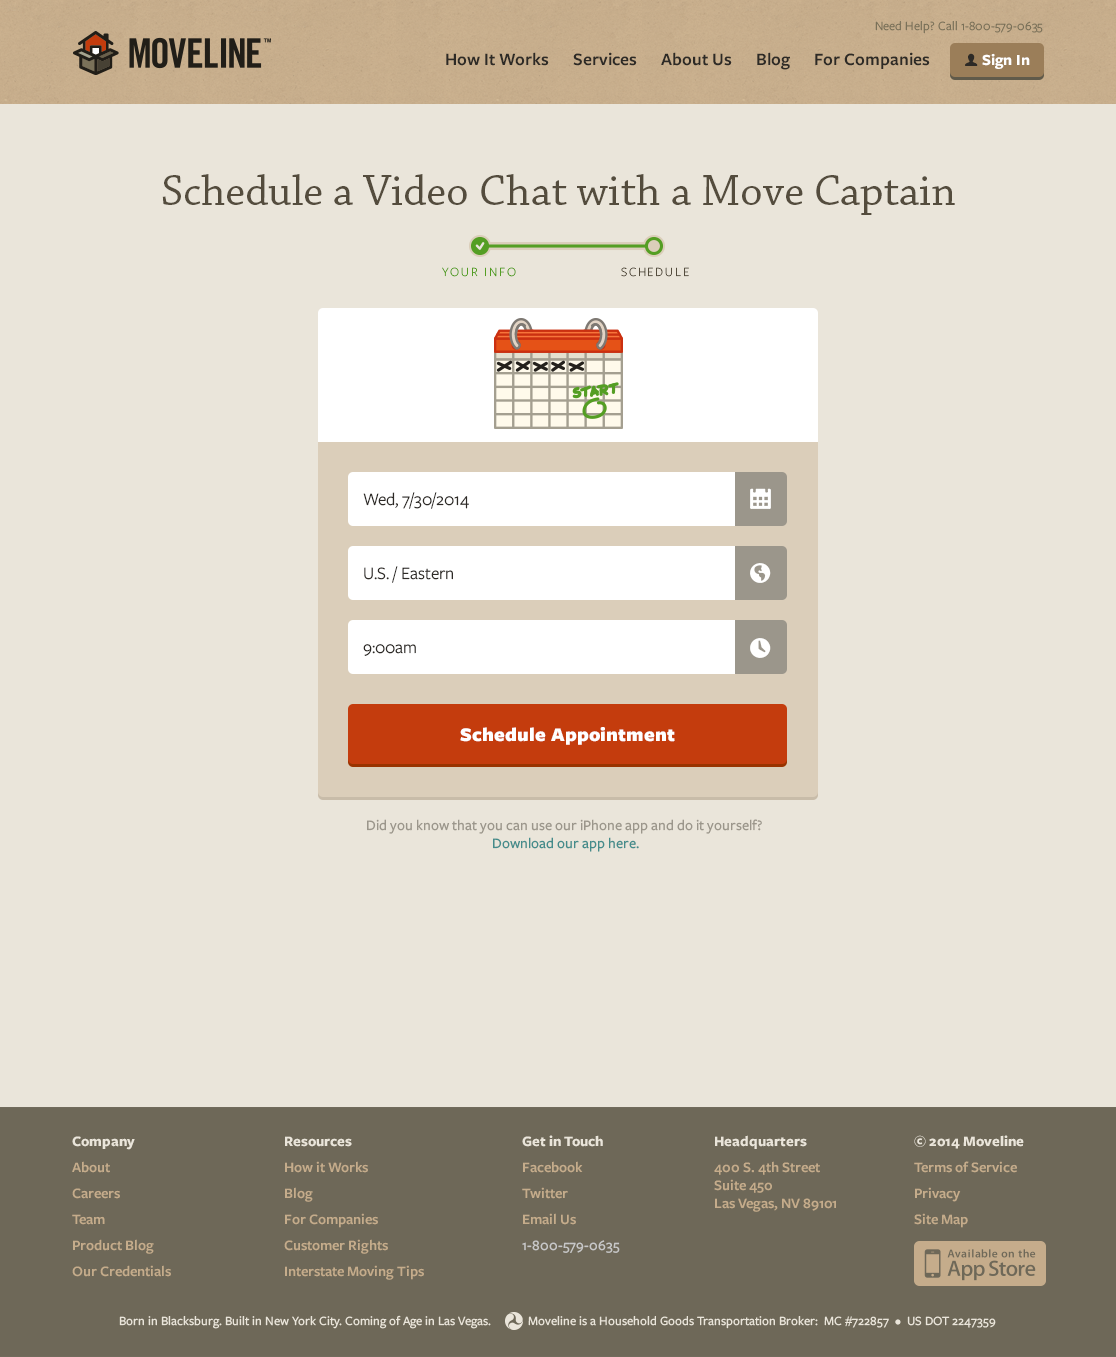 Need Help? Call 1-800-579-0635
MOVELINE™
How It Works
Services
About Us
Blog
For Companies
Sign In
Schedule a Video Chat with a Move Captain
YOUR INFO
SCHEDULE
START
Wed, 7/30/2014
U.S. / Eastern
9:00am
Schedule Appointment
Did you know that you can use our iPhone app and do it yourself?
Download our app here.
Company
About
Careers
Team
Product Blog
Our Credentials
Resources
How it Works
Blog
For Companies
Customer Rights
Interstate Moving Tips
Get in Touch
Facebook
Twitter
Email Us
1-800-579-0635
Headquarters
400 S. 4th Street
Suite 450
Las Vegas, NV 89101
© 2014 Moveline
Terms of Service
Privacy
Site Map
Available on the
App Store
Born in Blacksburg. Built in New York City. Coming of Age in Las Vegas.
Moveline is a Household Goods Transportation Broker: MC #722857 • US DOT 2247359